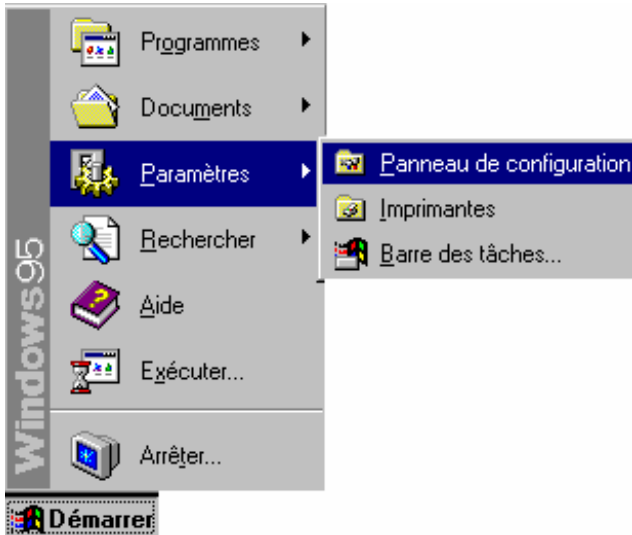 Programmes
Documents
Paramètres
Panneau de configuration
Imprimantes
Barre des tâches...
Rechercher
Aide
Exécuter...
Arrêter...
Windows95
Démarrer